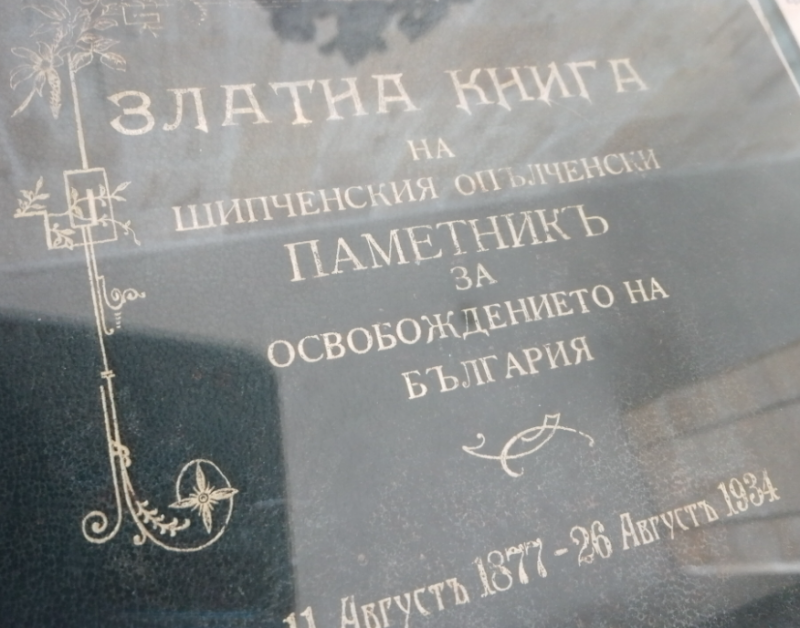 ЗЛАТНА КНИГА
НА
ШИПЧЕНСКИЯ ОПЪЛЧЕНСКИ
ПАМЕТНИКЪ
ЗА
ОСВОБОЖДЕНИЕТО НА
БЪЛГАРИЯ
11 Августъ 1877 - 26 Августъ 1934